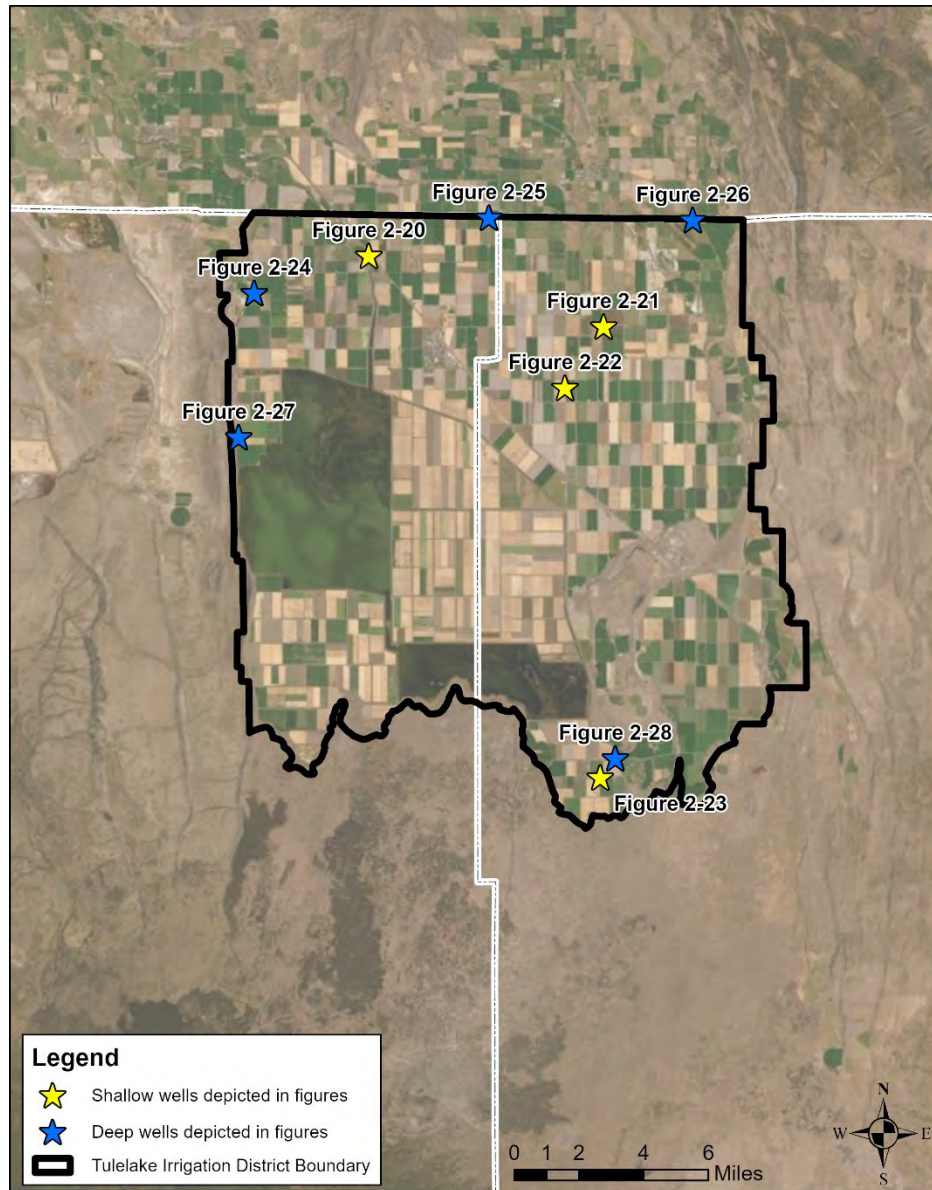 Figure 2-25
Figure 2-26
Figure 2-20
Figure 2-24
Figure 2-21
Figure 2-22
Figure 2-27
Figure 2-28
Figure 2-23
Legend
Shallow wells depicted in figures
Deep wells depicted in figures
Tulelake Irrigation District Boundary
0 2 4 6
Miles
N
W E
S